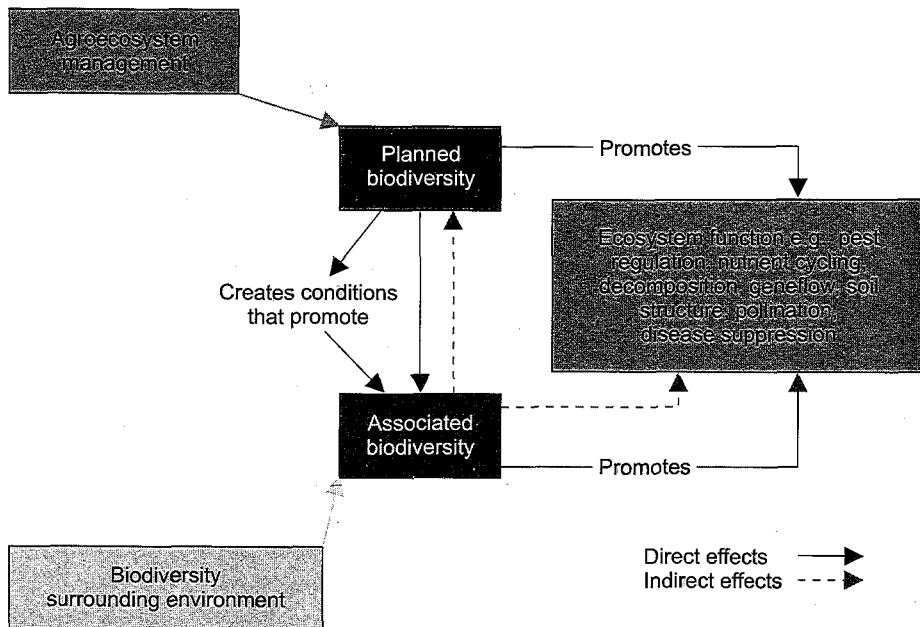 Agroecosystem
management
Planned
biodiversity
Promotes
Ecosystem function e.g., pest
regulation, nutrient cycling,
decomposition, geneflow, soil
structure, pollination,
disease suppression
Creates conditions
that promote
Associated
biodiversity
Promotes
Biodiversity
surrounding environment
Direct effects
Indirect effects